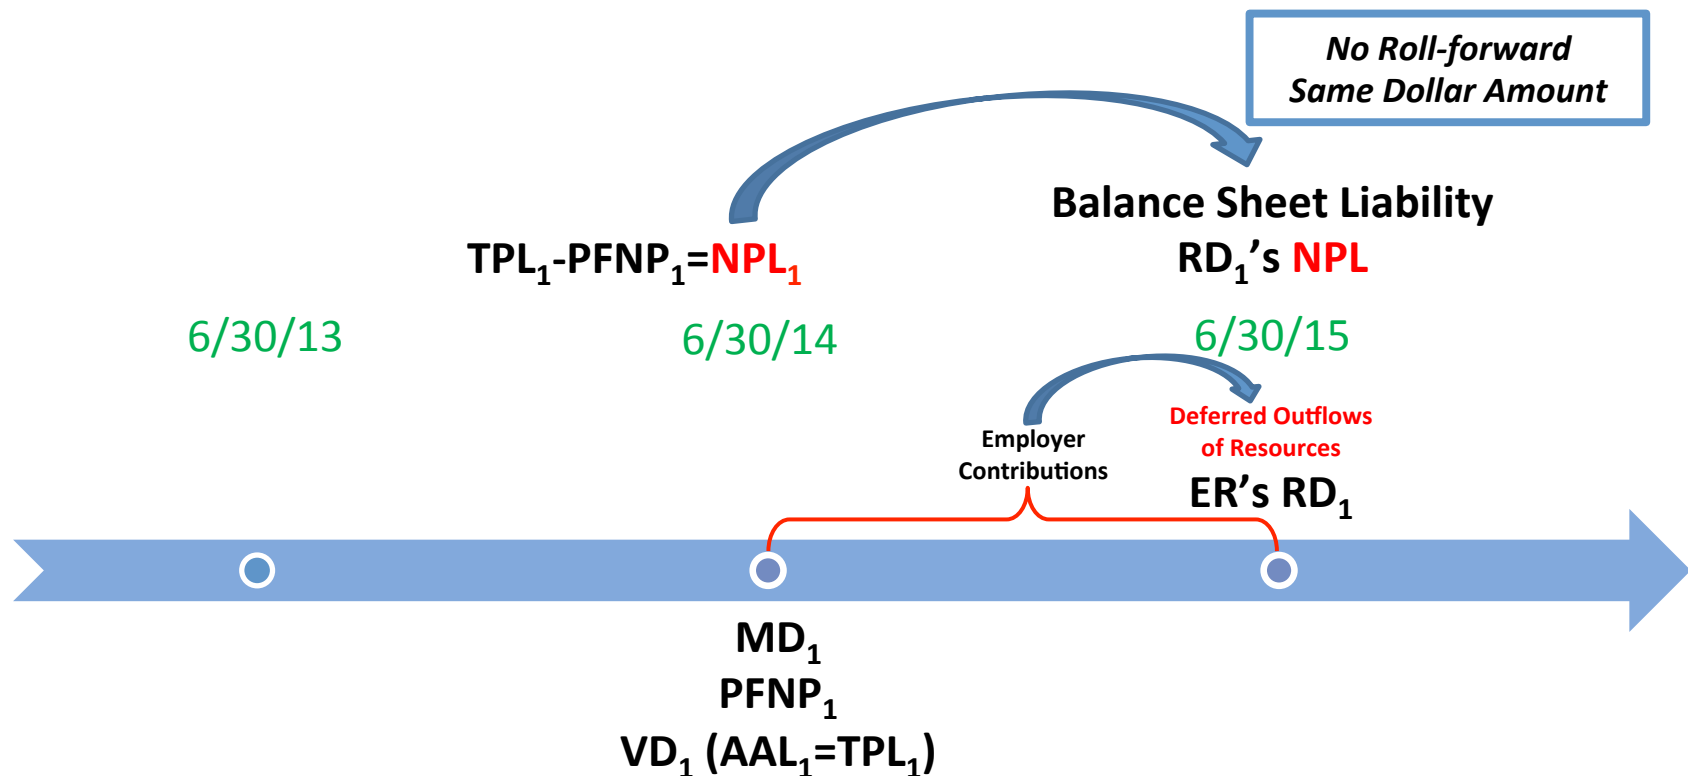 No Roll-forward
Same Dollar Amount
Balance Sheet Liability
RD₁’s NPL
TPL₁-PFNP₁=NPL₁
6/30/13
6/30/14
6/30/15
Employer
Contributions
Deferred Outflows
of Resources
ER’s RD₁
MD₁
PFNP₁
VD₁ (AAL₁=TPL₁)